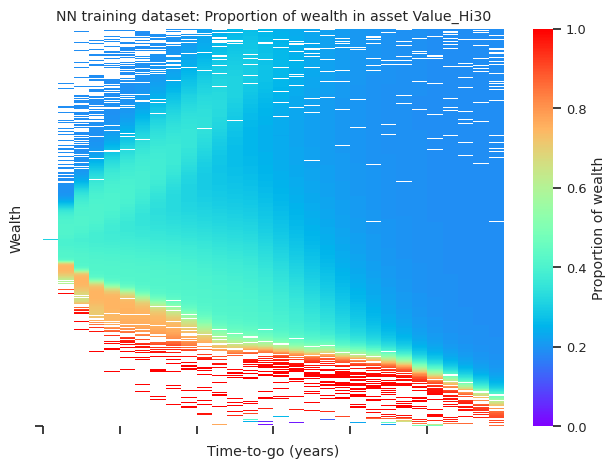 NN training dataset: Proportion of wealth in asset Value_Hi30
Wealth
Time-to-go (years)
1.0
0.8
0.6
0.4
0.2
0.0
Proportion of wealth